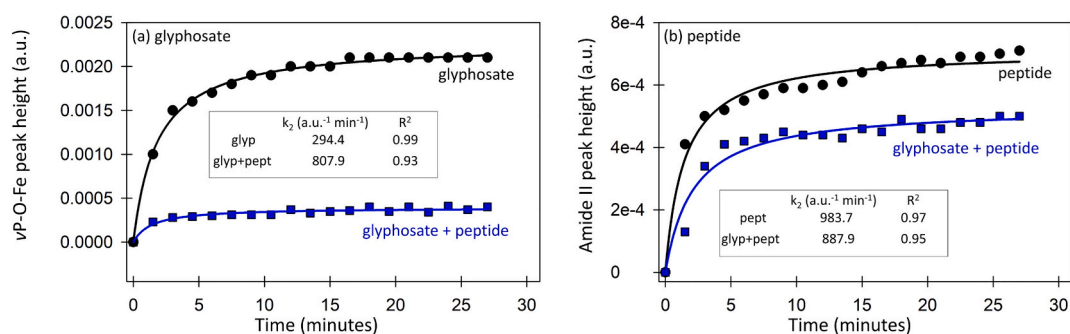 (a) glyphosate
νP-O-Fe peak height (a.u.)
0.0025
0.0020
0.0015
0.0010
0.0005
0.0000
glyphosate
k₂ (a.u.⁻¹ min⁻¹) R²
glyp 294.4 0.99
glyp+pept 807.9 0.93
glyphosate + peptide
0 5 10 15 20 25 30
Time (minutes)
(b) peptide
Amide II peak height (a.u.)
8e-4
6e-4
4e-4
2e-4
0
peptide
glyphosate + peptide
k₂ (a.u.⁻¹ min⁻¹) R²
pept 983.7 0.97
glyp+pept 887.9 0.95
0 5 10 15 20 25 30
Time (minutes)